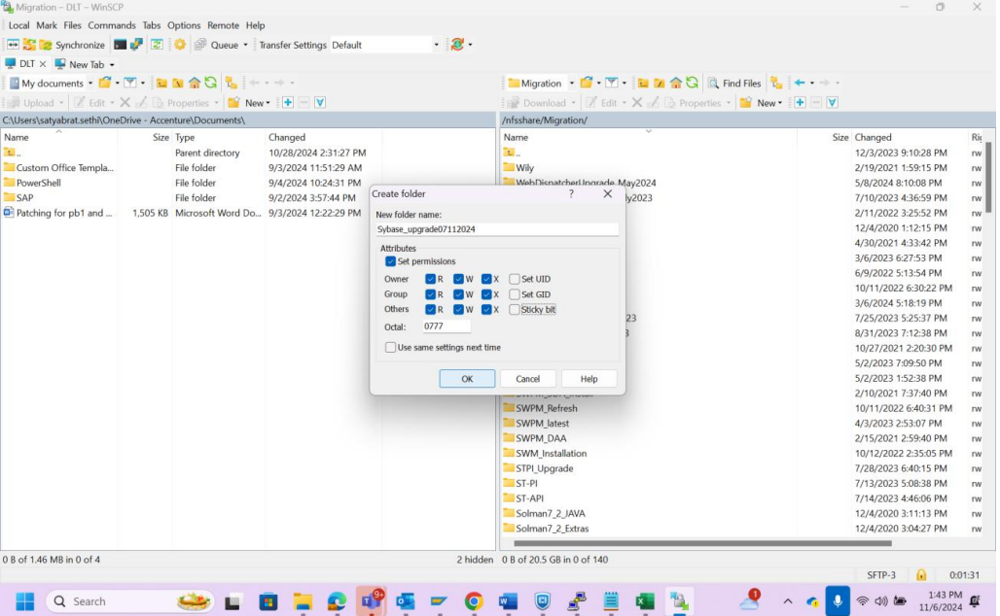 Migration – DLT – WinSCP
Local Mark Files Commands Tabs Options Remote Help
Synchronize Queue Transfer Settings Default
DLT New Tab
My documents Migration Find Files
Upload Edit Properties New Download Edit Properties New
C:\Users\satyabrat.sethi\OneDrive - Accenture\Documents\ /nfsshare/Migration/
Name Size Type Changed Name Size Changed
.. Parent directory 10/28/2024 2:31:27 PM .. 12/3/2023 9:10:28 PM
Custom Office Templa... File folder 9/3/2024 11:51:29 AM Wily 2/19/2021 1:59:15 PM rw
PowerShell File folder 9/4/2024 10:24:31 PM WebDispatcherUpgrade_May2024 5/8/2024 8:10:08 PM rw
SAP File folder 9/2/2024 3:57:44 PM ly2023 7/10/2023 4:36:59 PM rw
Patching for pb1 and ... 1,505 KB Microsoft Word Do... 9/3/2024 12:22:29 PM 2/11/2022 3:25:52 PM rw
12/4/2020 1:12:15 PM rw
4/30/2021 4:33:42 PM rw
3/6/2023 6:27:53 PM rw
6/9/2022 5:13:54 PM rw
10/11/2022 6:30:22 PM rw
3/6/2024 5:18:19 PM rw
23 7/25/2023 5:25:37 PM rw
3 8/31/2023 7:12:38 PM rw
10/27/2021 2:20:30 PM rw
5/2/2023 7:09:50 PM rw
5/2/2023 1:52:38 PM rw
2/10/2021 7:37:40 PM rw
SWPM_Refresh 10/11/2022 6:40:31 PM rw
SWPM_latest 4/3/2023 2:53:07 PM rw
SWPM_DAA 2/15/2021 2:59:40 PM rw
SWM_Installation 10/12/2022 2:35:05 PM rw
STPI_Upgrade 7/28/2023 6:40:15 PM rw
ST-PI 7/13/2023 5:08:38 PM rw
ST-API 7/14/2023 4:46:06 PM rw
Solman7_2_JAVA 12/4/2020 3:11:13 PM rw
Solman7_2_Extras 12/4/2020 3:04:27 PM rw
Create folder ?
New folder name:
Sybase_upgrade07112024
Attributes
Set permissions
Owner R W X Set UID
Group R W X Set GID
Others R W X Sticky bit
Octal: 0777
Use same settings next time
OK Cancel Help
0 B of 1.46 MB in 0 of 4 2 hidden 0 B of 20.5 GB in 0 of 140
SFTP-3 0:01:31
Search 9+ 1 1:43 PM
11/6/2024